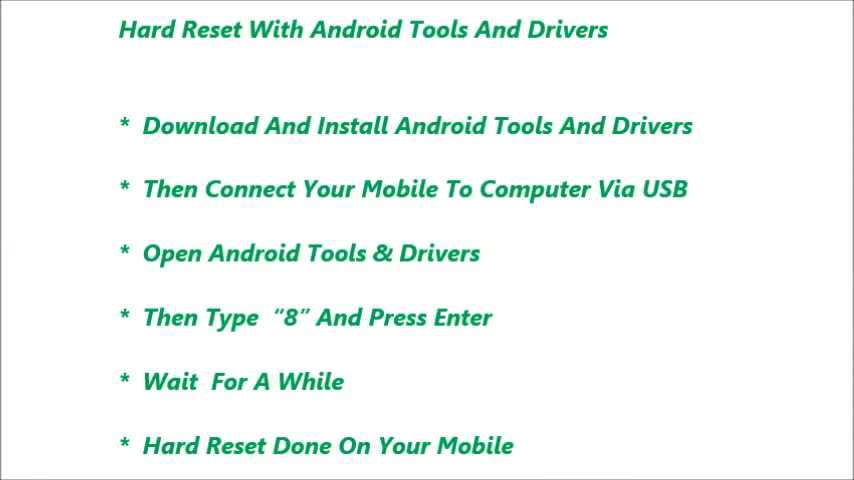 Hard Reset With Android Tools And Drivers
* Download And Install Android Tools And Drivers
* Then Connect Your Mobile To Computer Via USB
* Open Android Tools & Drivers
* Then Type “8” And Press Enter
* Wait For A While
* Hard Reset Done On Your Mobile